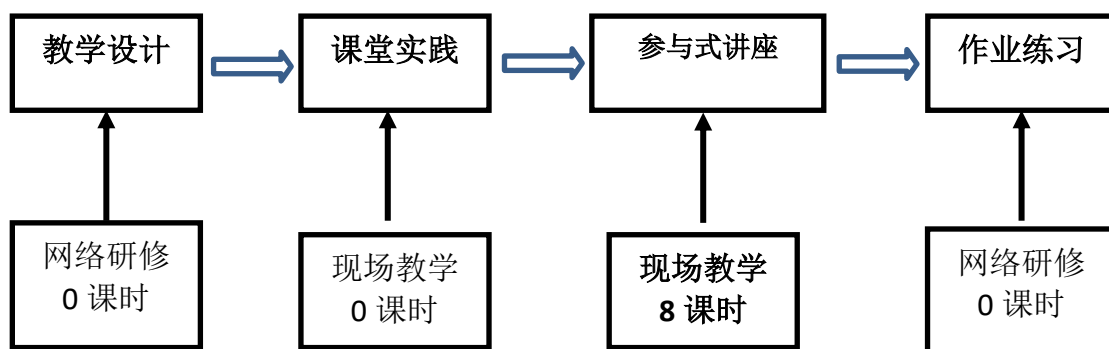 教学设计
课堂实践
参与式讲座
作业练习
网络研修
0 课时
现场教学
0 课时
现场教学
8 课时
网络研修
0 课时